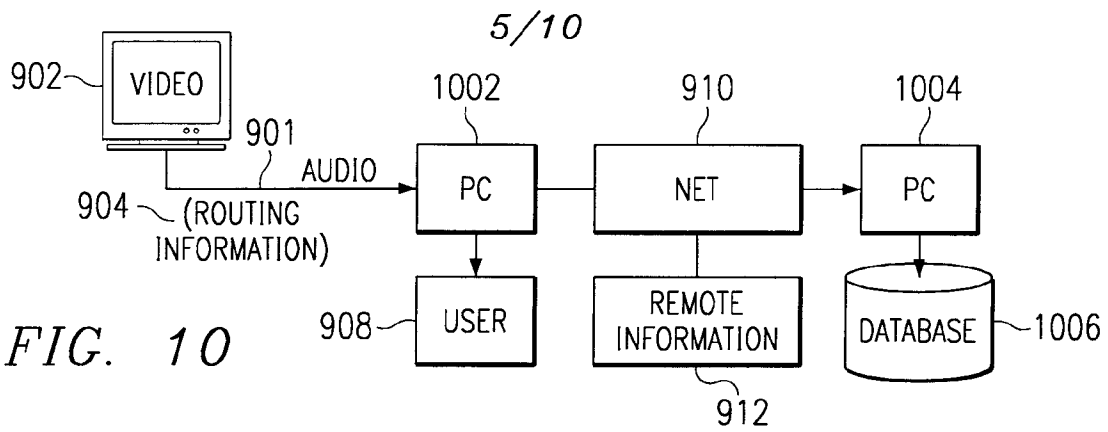 5/10
902
VIDEO
901
AUDIO
904
(ROUTING
INFORMATION)
1002
PC
910
NET
1004
PC
908
USER
REMOTE
INFORMATION
912
DATABASE
1006
FIG. 10